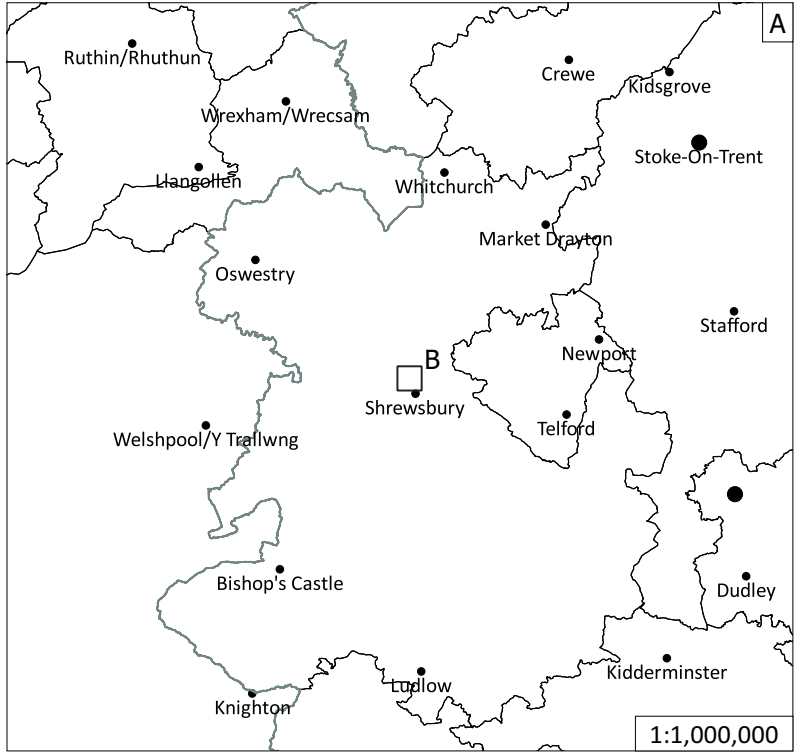 A
Ruthin/Rhuthun
Crewe
Kidsgrove
Wrexham/Wrecsam
Stoke-On-Trent
Llangollen
Whitchurch
Market Drayton
Oswestry
Stafford
Newport
B
Shrewsbury
Telford
Welshpool/Y Trallwng
Bishop's Castle
Dudley
Kidderminster
Ludlow
Knighton
1:1,000,000